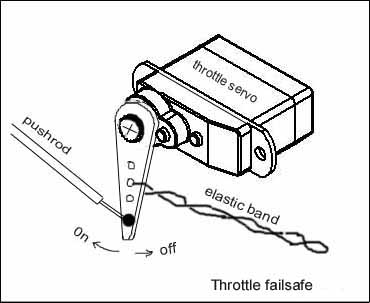 throttle servo
pushrod
elastic band
On
off
Throttle failsafe